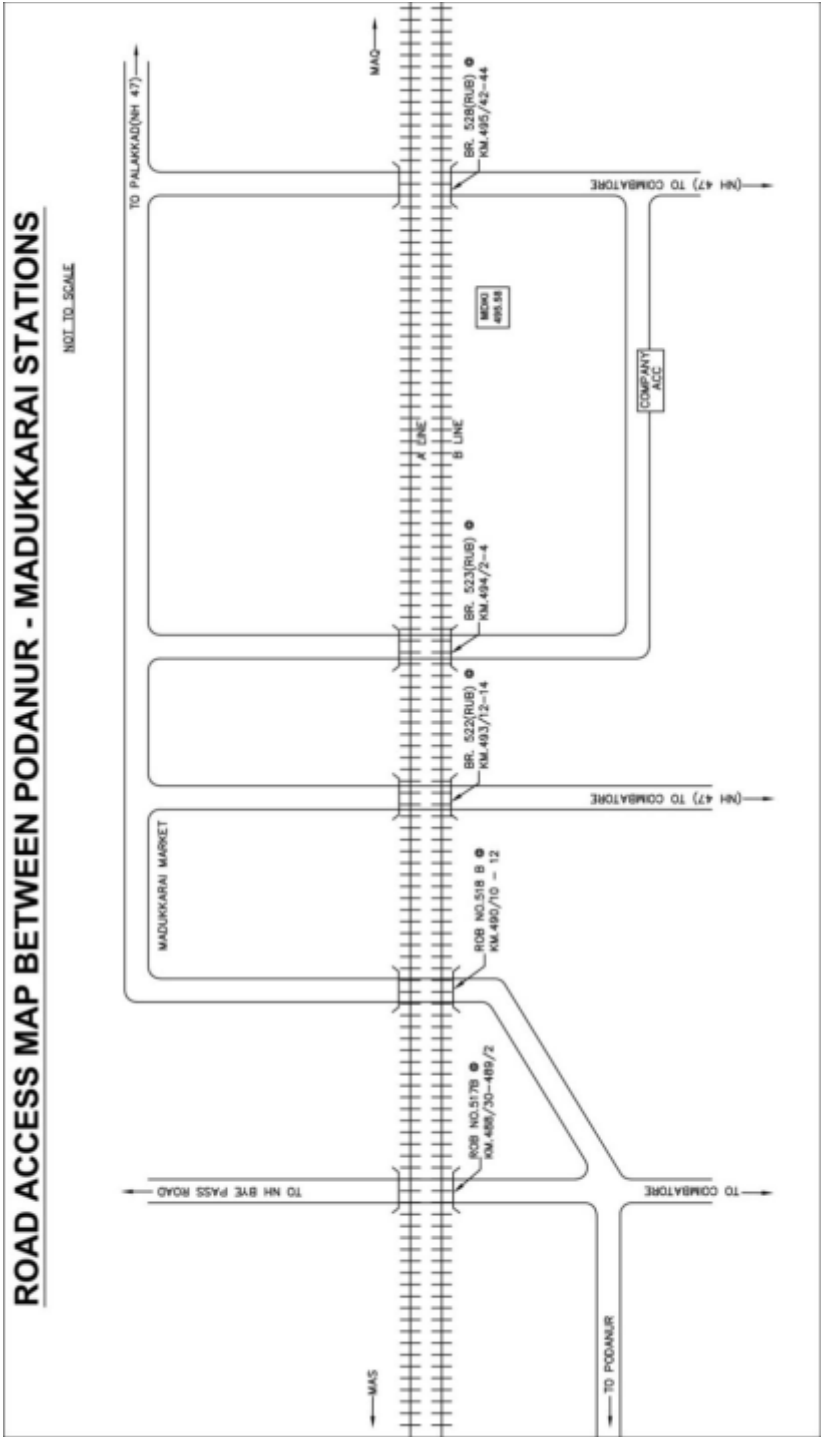 ROAD ACCESS MAP BETWEEN PODANUR - MADUKKARAI STATIONS
NOT TO SCALE
TO PALAKKAD(NH 47)
MADUKKARAI MARKET
TO NH BYE PASS ROAD
MAS
MAQ
A LINE
B LINE
ROB NO.517B @
KM.488/30-489/2
ROB NO.518 B @
KM.490/10 - 12
BR. 522(RUB) @
KM.493/12-14
BR. 523(RUB) @
KM.494/2-4
MDKI
495.58
BR. 528(RUB) @
KM.495/42-44
TO PODANUR
TO COIMBATORE
(NH 47) TO COIMBATORE
COMPANY
ACC
(NH 47) TO COIMBATORE